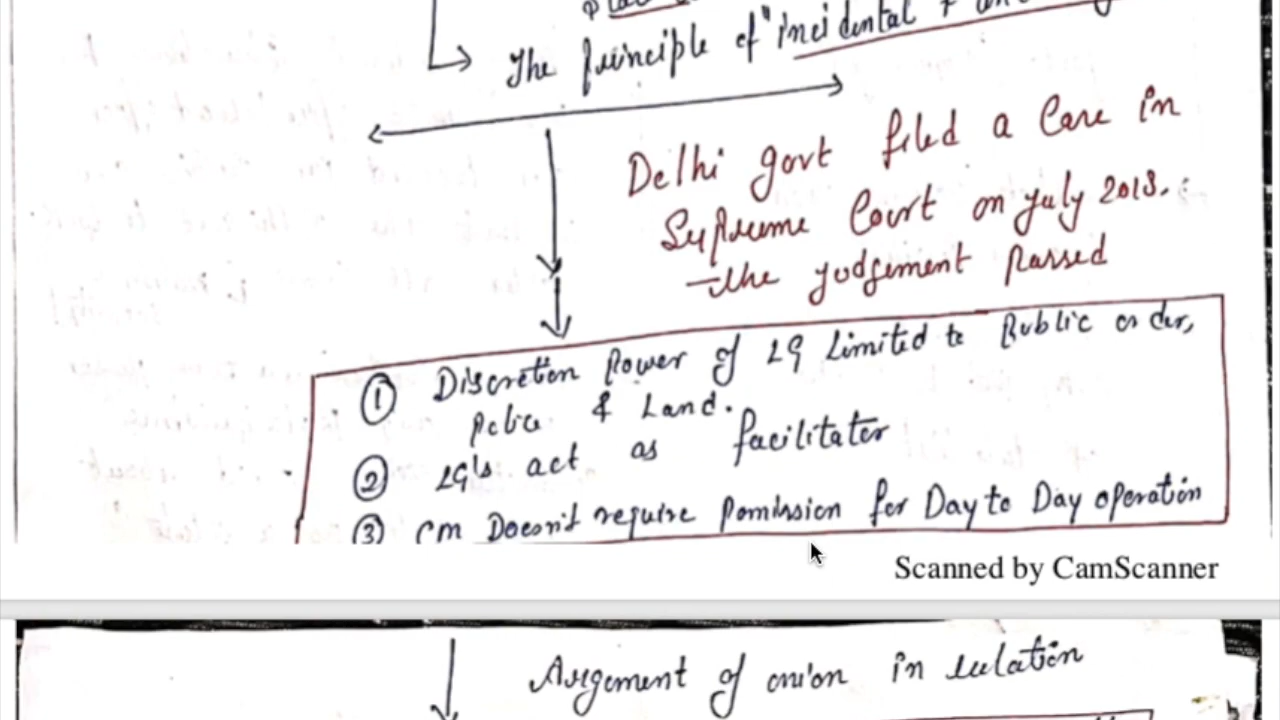 The principle of "incidental +
Delhi govt filed a Case in
Supreme Court on july 2018.
-the judgement passed
① Discretion power of LG Limited to Public order,
Police & Land.
② LG's act as facilitater
③ CM Doesn't require Permission for Day to Day operation
Scanned by CamScanner
Argement of union in relation